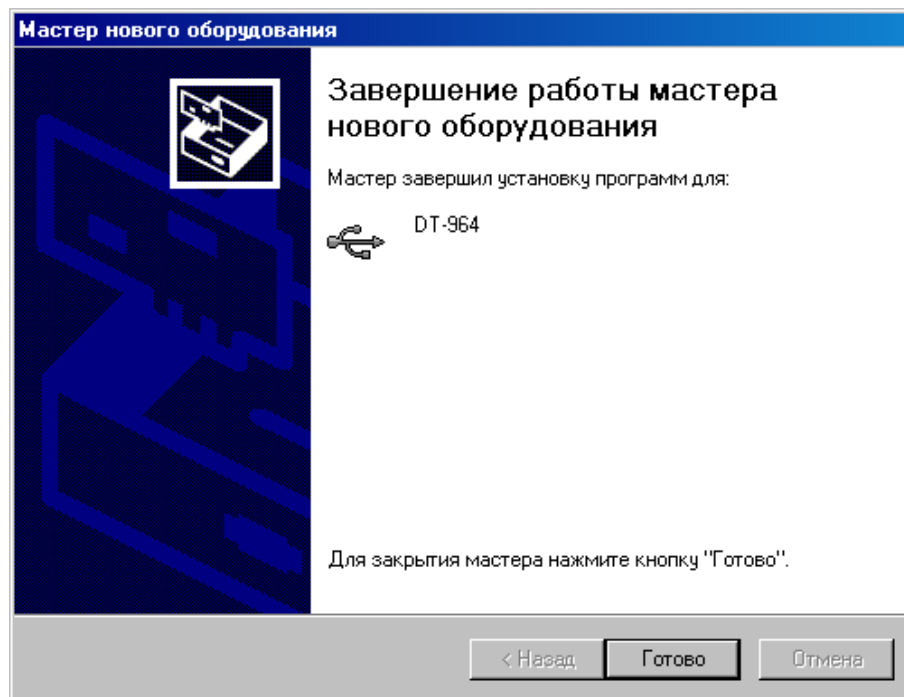 Мастер нового оборудования
Завершение работы мастера
нового оборудования
Мастер завершил установку программ для:
DT-964
Для закрытия мастера нажмите кнопку "Готово".
< Назад
Готово
Отмена